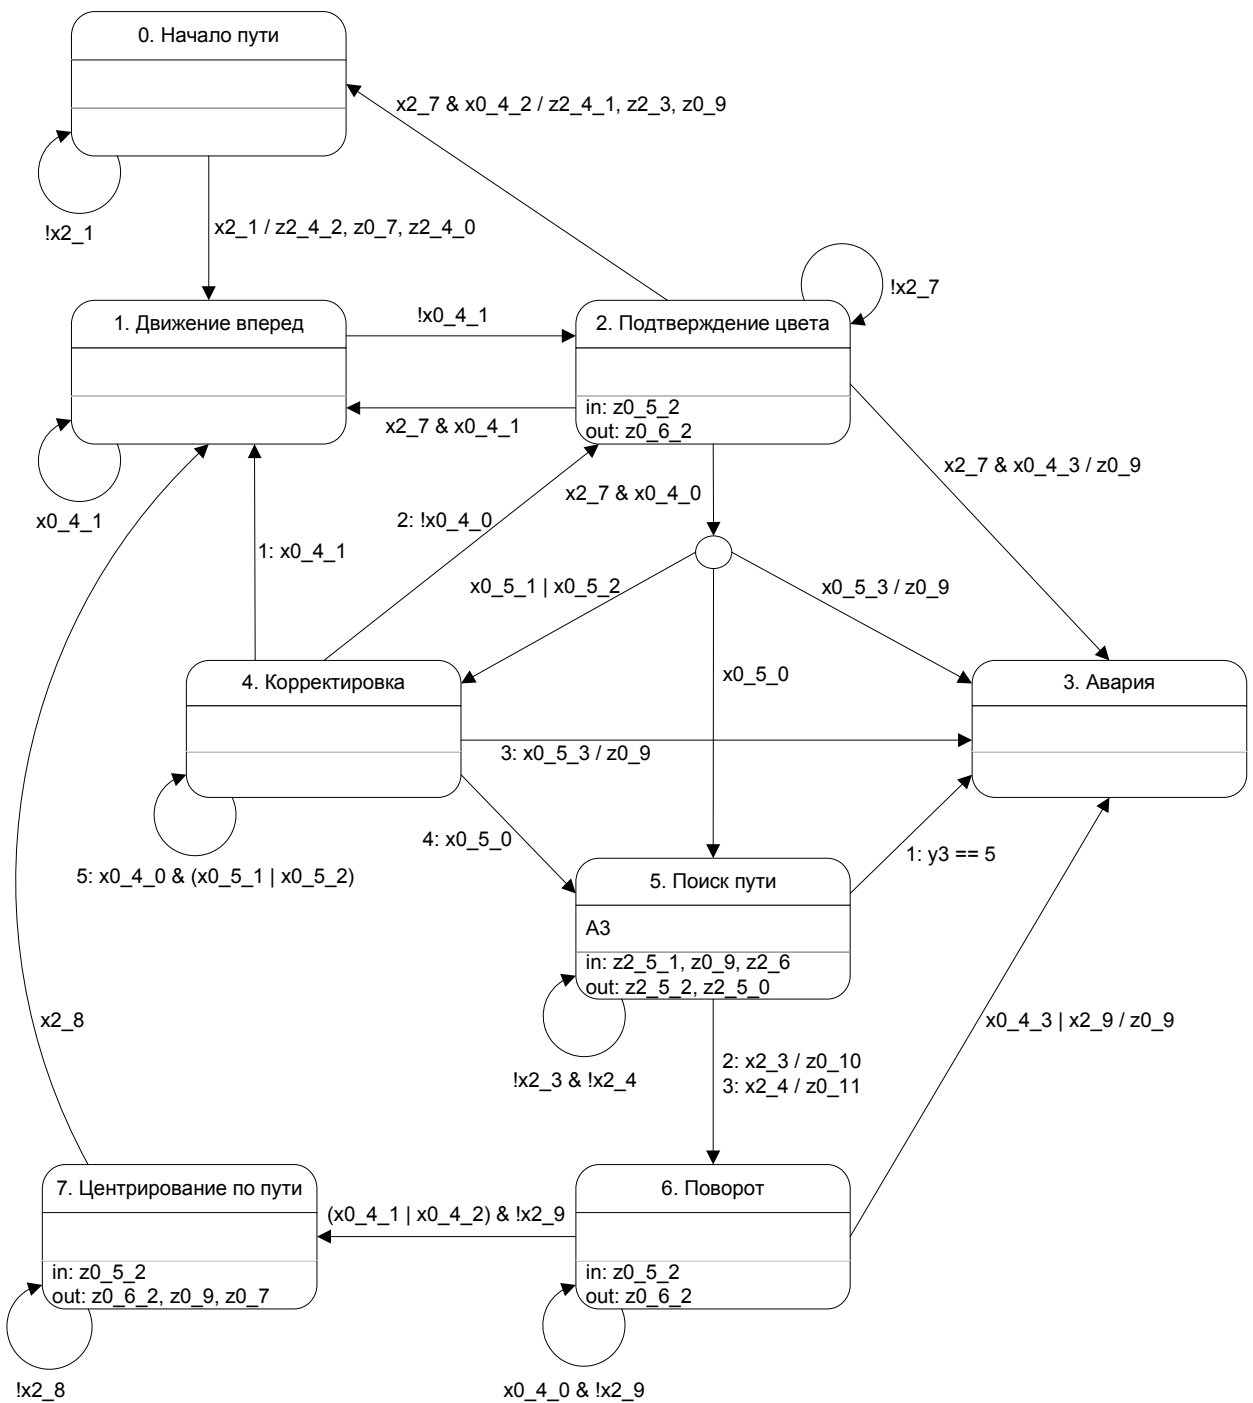 0. Начало пути
x2_7 & x0_4_2 / z2_4_1, z2_3, z0_9
!x2_1
x2_1 / z2_4_2, z0_7, z2_4_0
!x2_7
1. Движение вперед
!x0_4_1
2. Подтверждение цвета
in: z0_5_2
out: z0_6_2
x2_7 & x0_4_1
x2_7 & x0_4_3 / z0_9
x2_7 & x0_4_0
x0_4_1
2: !x0_4_0
1: x0_4_1
x0_5_1 | x0_5_2
x0_5_3 / z0_9
x0_5_0
4. Корректировка
3. Авария
3: x0_5_3 / z0_9
4: x0_5_0
1: y3 == 5
5: x0_4_0 & (x0_5_1 | x0_5_2)
5. Поиск пути
A3
in: z2_5_1, z0_9, z2_6
out: z2_5_2, z2_5_0
x2_8
x0_4_3 | x2_9 / z0_9
!x2_3 & !x2_4
2: x2_3 / z0_10
3: x2_4 / z0_11
7. Центрирование по пути
6. Поворот
(x0_4_1 | x0_4_2) & !x2_9
in: z0_5_2
out: z0_6_2, z0_9, z0_7
in: z0_5_2
out: z0_6_2
!x2_8
x0_4_0 & !x2_9